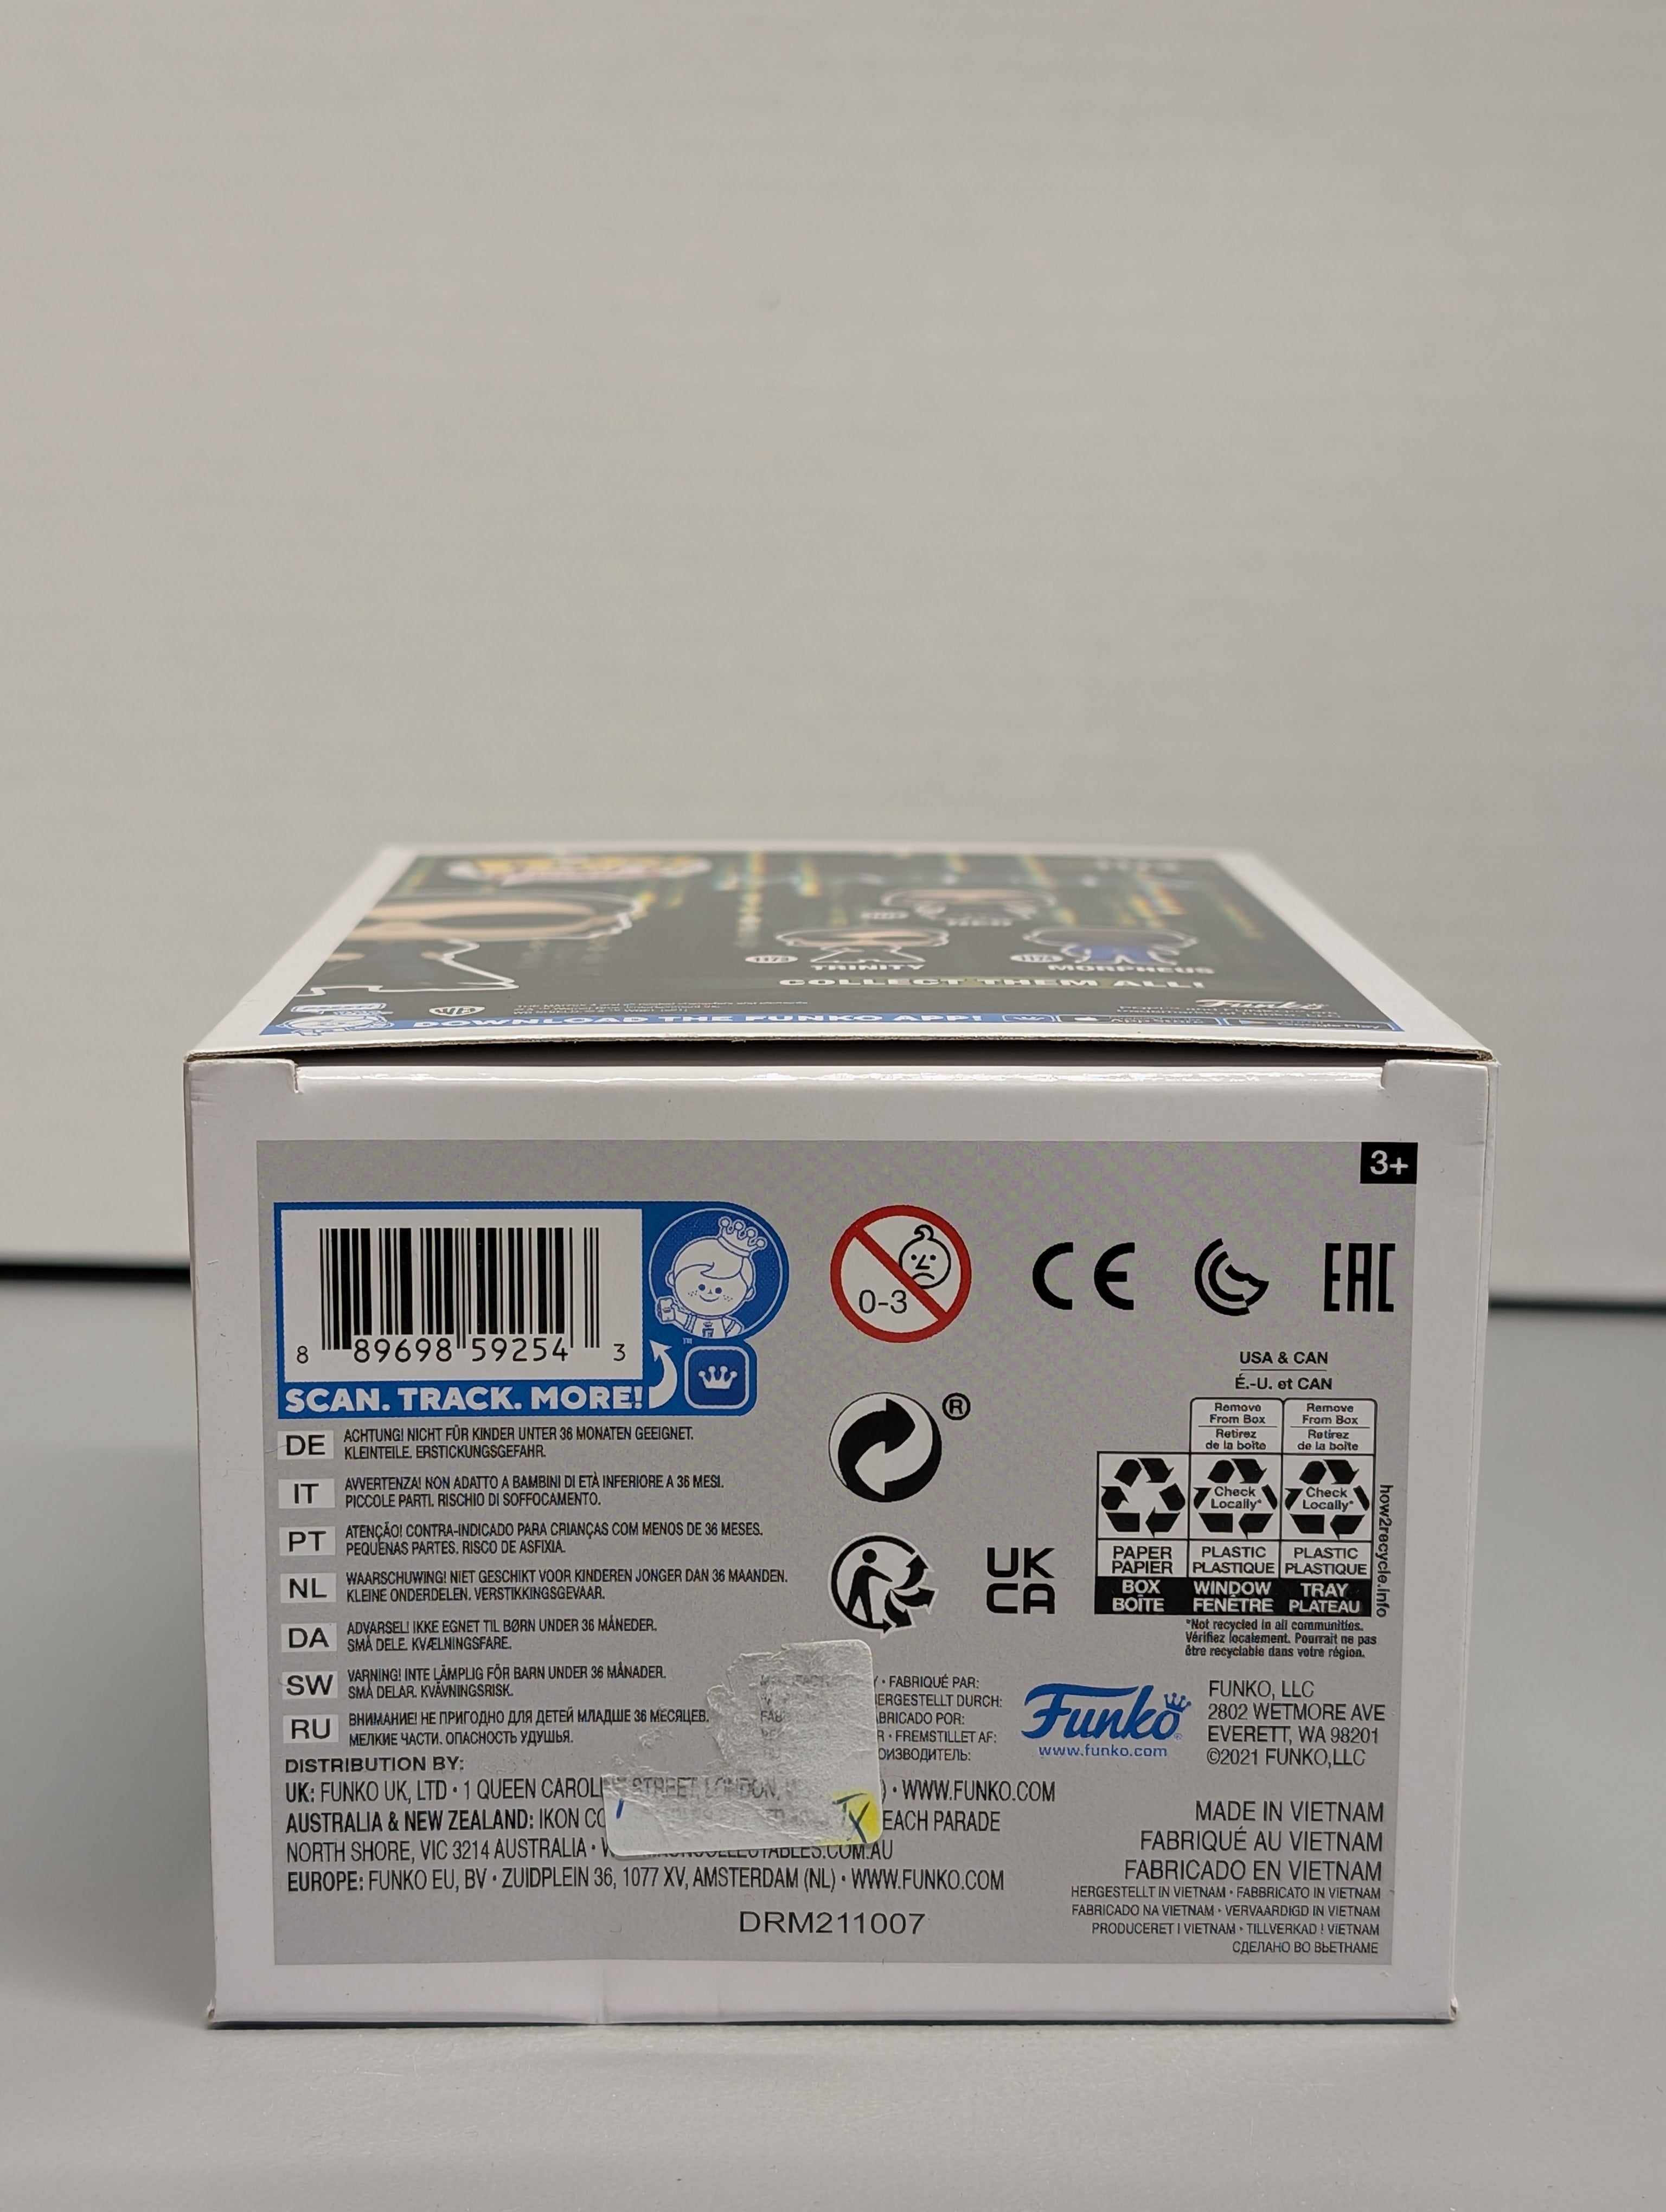 NEO
1173 TRINITY
1174 MORPHEUS
COLLECT THEM ALL!
WB
Funko
DOWNLOAD THE FUNKO APP!
3+
8 89698 59254 3
™
SCAN. TRACK. MORE!
0-3
CE
EAC
USA & CAN
É.-U. et CAN
®
Remove From Box
Retirez de la boîte
Remove From Box
Retirez de la boîte
Check Locally*
Check Locally*
PAPER
PAPIER
BOX
BOÎTE
PLASTIC
PLASTIQUE
WINDOW
FENÊTRE
PLASTIC
PLASTIQUE
TRAY
PLATEAU
how2recycle.info
*Not recycled in all communities.
Vérifiez localement. Pourrait ne pas
être recyclable dans votre région.
UK
CA
DE ACHTUNG! NICHT FÜR KINDER UNTER 36 MONATEN GEEIGNET.
KLEINTEILE. ERSTICKUNGSGEFAHR.
IT AVVERTENZA! NON ADATTO A BAMBINI DI ETÀ INFERIORE A 36 MESI.
PICCOLE PARTI. RISCHIO DI SOFFOCAMENTO.
PT ATENÇÃO! CONTRA-INDICADO PARA CRIANÇAS COM MENOS DE 36 MESES.
PEQUENAS PARTES. RISCO DE ASFIXIA.
NL WAARSCHUWING! NIET GESCHIKT VOOR KINDEREN JONGER DAN 36 MAANDEN.
KLEINE ONDERDELEN. VERSTIKKINGSGEVAAR.
DA ADVARSEL! IKKE EGNET TIL BØRN UNDER 36 MÅNEDER.
SMÅ DELE. KVÆLNINGSFARE.
SW VARNING! INTE LÄMPLIG FÖR BARN UNDER 36 MÅNADER.
SMÅ DELAR. KVÄVNINGSRISK.
RU ВНИМАНИЕ! НЕ ПРИГОДНО ДЛЯ ДЕТЕЙ МЛАДШЕ 36 МЕСЯЦЕВ.
МЕЛКИЕ ЧАСТИ. ОПАСНОСТЬ УДУШЬЯ.
• FABRIQUÉ PAR:
HERGESTELLT DURCH:
FABRICADO POR:
• FREMSTILLET AF:
ПРОИЗВОДИТЕЛЬ:
Funko
www.funko.com
FUNKO, LLC
2802 WETMORE AVE
EVERETT, WA 98201
©2021 FUNKO,LLC
DISTRIBUTION BY:
UK: FUNKO UK, LTD • 1 QUEEN CAROLINE STREET, LONDON, • WWW.FUNKO.COM
AUSTRALIA & NEW ZEALAND: IKON BEACH PARADE
NORTH SHORE, VIC 3214 AUSTRALIA •
EUROPE: FUNKO EU, BV • ZUIDPLEIN 36, 1077 XV, AMSTERDAM (NL) • WWW.FUNKO.COM
DRM211007
MADE IN VIETNAM
FABRIQUÉ AU VIETNAM
FABRICADO EN VIETNAM
HERGESTELLT IN VIETNAM • FABBRICATO IN VIETNAM
FABRICADO NA VIETNAM • VERVAARDIGD IN VIETNAM
PRODUCERET I VIETNAM • TILLVERKAD I VIETNAM
СДЕЛАНО ВО ВЬЕТНАМЕ